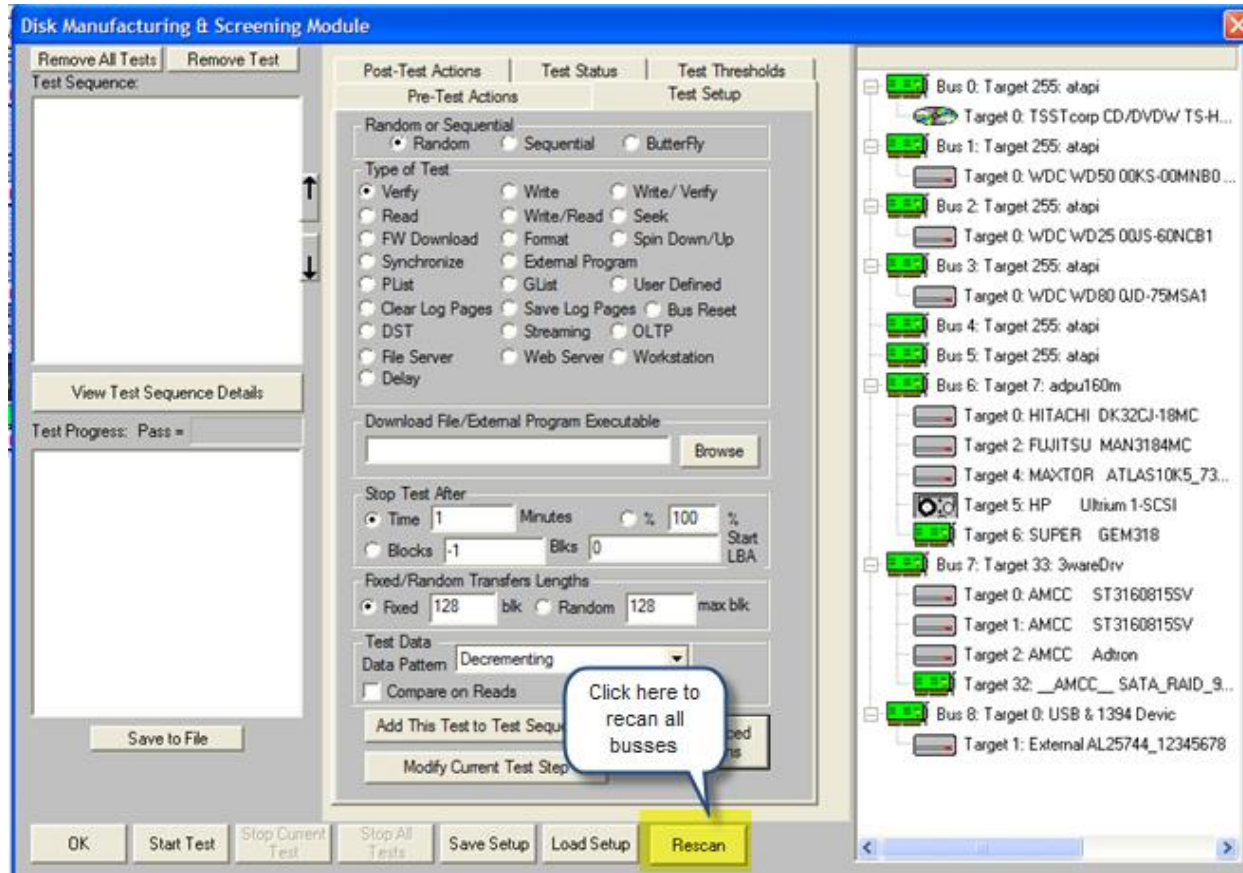 Disk Manufacturing & Screening Module
Remove All Tests
Remove Test
Test Sequence:
View Test Sequence Details
Test Progress: Pass =
Save to File
Post-Test Actions
Test Status
Test Thresholds
Pre-Test Actions
Test Setup
Random or Sequential
Random Sequential ButterFly
Type of Test
Verify Write Write/ Verify
Read Write/Read Seek
FW Download Format Spin Down/Up
Synchronize External Program
PList GList User Defined
Clear Log Pages Save Log Pages Bus Reset
DST Streaming OLTP
File Server Web Server Workstation
Delay
Download File/External Program Executable
Browse
Stop Test After
Time 1 Minutes % 100 %
Blocks -1 Blks 0 Start
LBA
Fixed/Random Transfers Lengths
Fixed 128 blk Random 128 max blk
Test Data
Data Pattern Decrementing
Compare on Reads
Click here to
recan all
busses
Add This Test to Test Sequ
Modify Current Test Step
OK
Start Test
Stop Current
Test
Stop All
Tests
Save Setup
Load Setup
Rescan
Bus 0: Target 255: atapi
Target 0: TSSTcorp CD/DVDW TS-H...
Bus 1: Target 255: atapi
Target 0: WDC WD50 00KS-00MNB0 ...
Bus 2: Target 255: atapi
Target 0: WDC WD25 00JS-60NCB1
Bus 3: Target 255: atapi
Target 0: WDC WD80 0JD-75MSA1
Bus 4: Target 255: atapi
Bus 5: Target 255: atapi
Bus 6: Target 7: adpu160m
Target 0: HITACHI DK32CJ-18MC
Target 2: FUJITSU MAN3184MC
Target 4: MAXTOR ATLAS10K5_73...
Target 5: HP Ultrium 1-SCSI
Target 6: SUPER GEM318
Bus 7: Target 33: 3wareDrv
Target 0: AMCC ST3160815SV
Target 1: AMCC ST3160815SV
Target 2: AMCC Adtron
Target 32: __AMCC__ SATA_RAID_9...
Bus 8: Target 0: USB & 1394 Devic
Target 1: External AL25744_12345678